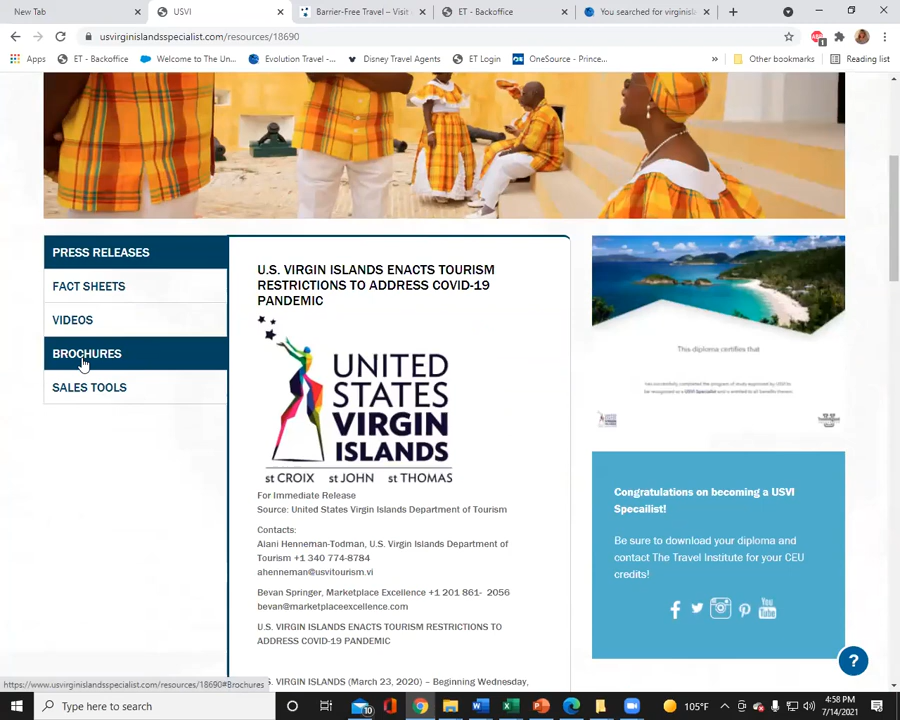 New Tab
USVI
Barrier-Free Travel – Visit
ET - Backoffice
You searched for virginisl
usvirginislandsspecialist.com/resources/18690
Apps
ET - Backoffice
Welcome to The Un...
Evolution Travel -...
Disney Travel Agents
ET Login
OneSource - Prince...
»
Other bookmarks
Reading list
PRESS RELEASES
FACT SHEETS
VIDEOS
BROCHURES
SALES TOOLS
U.S. VIRGIN ISLANDS ENACTS TOURISM
RESTRICTIONS TO ADDRESS COVID-19
PANDEMIC
UNITED
STATES
VIRGIN
ISLANDS
st CROIX st JOHN st THOMAS
For Immediate Release
Source: United States Virgin Islands Department of Tourism
Contacts:
Alani Henneman-Todman, U.S. Virgin Islands Department of
Tourism +1 340 774-8784
ahenneman@usvitourism.vi
Bevan Springer, Marketplace Excellence +1 201 861- 2056
bevan@marketplaceexcellence.com
U.S. VIRGIN ISLANDS ENACTS TOURISM RESTRICTIONS TO
ADDRESS COVID-19 PANDEMIC
.S. VIRGIN ISLANDS (March 23, 2020) – Beginning Wednesday,
This diploma certifies that
Congratulations on becoming a USVI
Specailist!
Be sure to download your diploma and
contact The Travel Institute for your CEU
credits!
?
https://www.usvirginislandsspecialist.com/resources/18690#Brochures
Type here to search
10
105°F
4:58 PM
7/14/2021